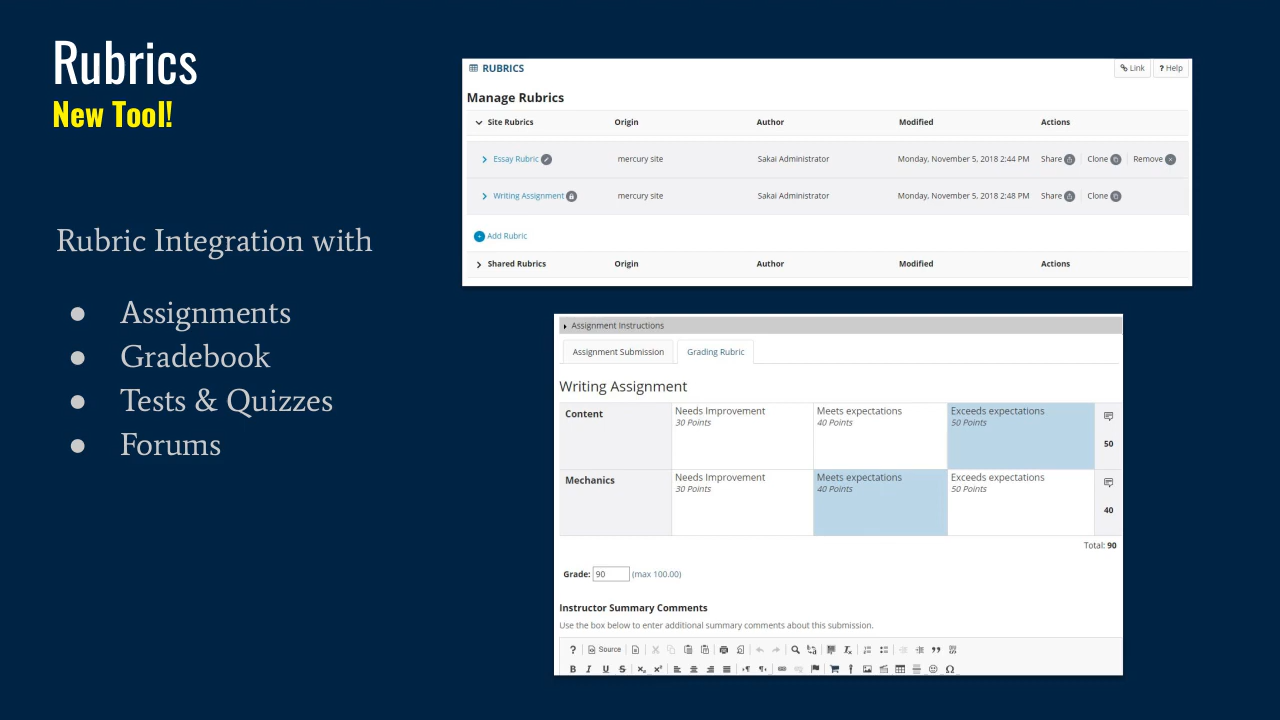 Rubrics
New Tool!
Rubric Integration with
● Assignments
● Gradebook
● Tests & Quizzes
● Forums
RUBRICS Link ? Help
Manage Rubrics
Site Rubrics Origin Author Modified Actions
Essay Rubric mercury site Sakai Administrator Monday, November 5, 2018 2:44 PM Share Clone Remove
Writing Assignment mercury site Sakai Administrator Monday, November 5, 2018 2:48 PM Share Clone
Add Rubric
Shared Rubrics Origin Author Modified Actions
Assignment Instructions
Assignment Submission Grading Rubric
Writing Assignment
Content Needs Improvement Meets expectations Exceeds expectations
30 Points 40 Points 50 Points
50
Mechanics Needs Improvement Meets expectations Exceeds expectations
30 Points 40 Points 50 Points
40
Total: 90
Grade: 90 (max 100.00)
Instructor Summary Comments
Use the box below to enter additional summary comments about this submission.
? Source
B I U S x₂ x² Ω